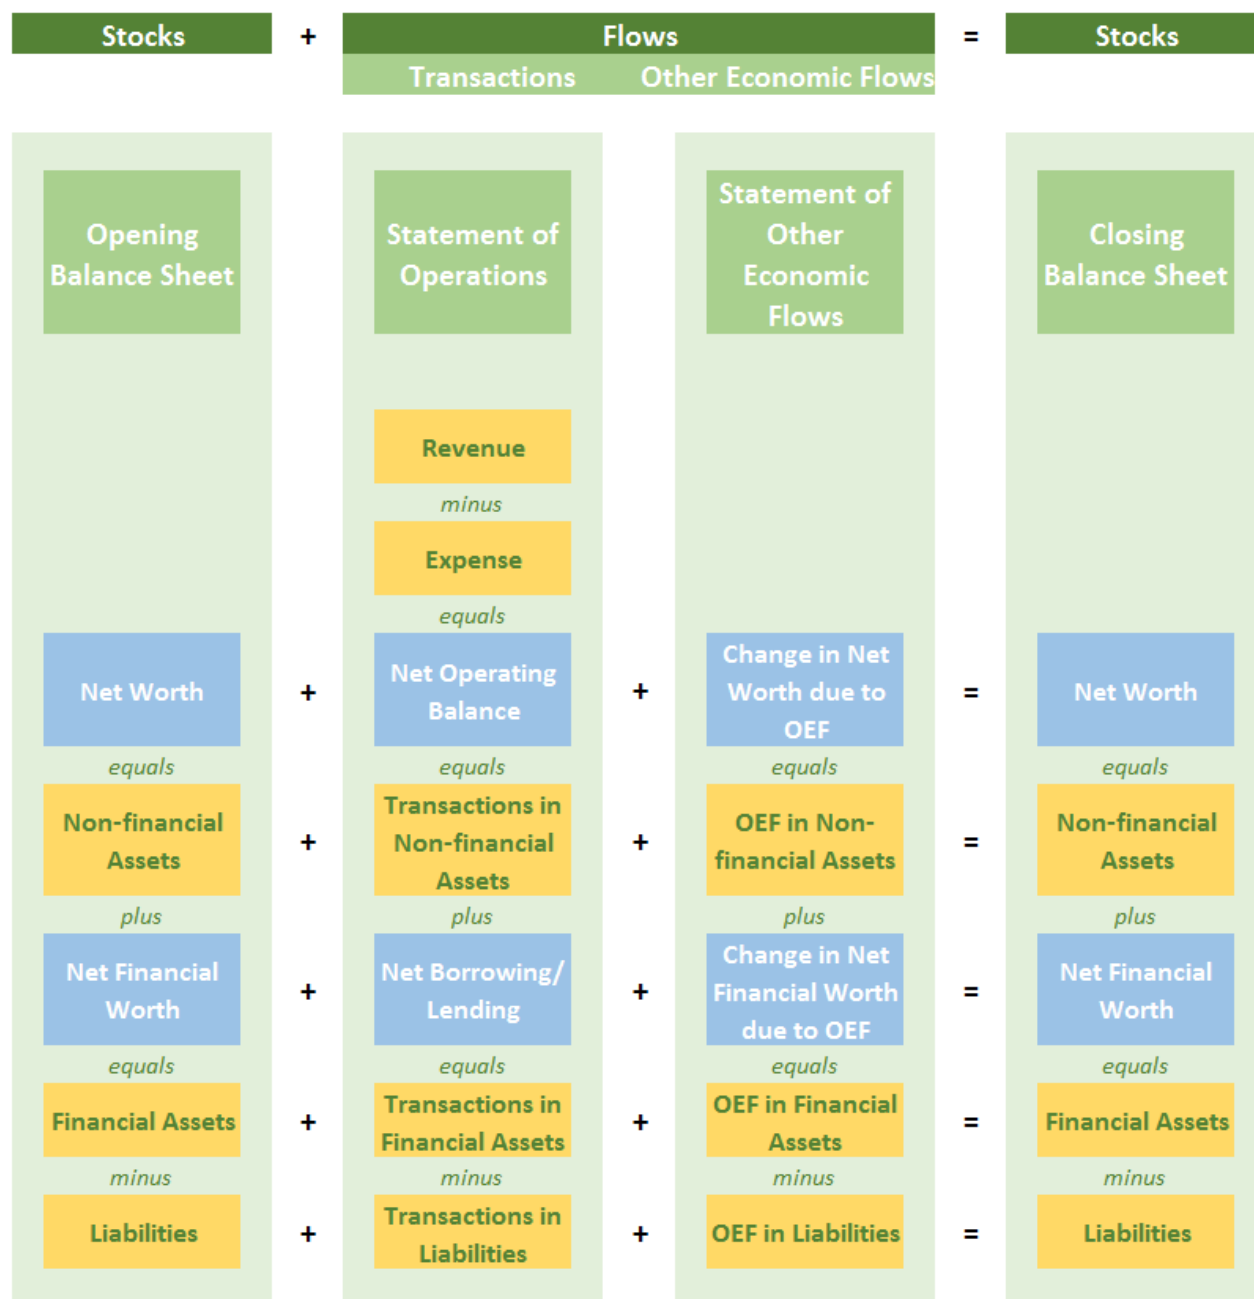 Stocks + Flows = Stocks
Transactions Other Economic Flows
Opening
Balance Sheet
Statement of
Operations
Statement of
Other
Economic
Flows
Closing
Balance Sheet
Revenue
minus
Expense
equals
Net Worth
+
Net Operating
Balance
+
Change in Net
Worth due to
OEF
=
Net Worth
equals equals equals equals
Non-financial
Assets
+
Transactions in
Non-financial
Assets
+
OEF in Non-
financial Assets
=
Non-financial
Assets
plus plus plus plus
Net Financial
Worth
+
Net Borrowing/
Lending
+
Change in Net
Financial Worth
due to OEF
=
Net Financial
Worth
equals equals equals equals
Financial Assets
+
Transactions in
Financial Assets
+
OEF in Financial
Assets
=
Financial Assets
minus minus minus minus
Liabilities
+
Transactions in
Liabilities
+
OEF in Liabilities
=
Liabilities